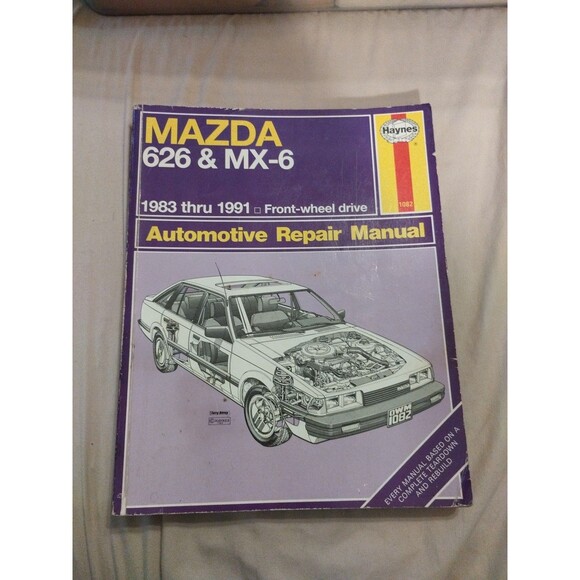 MAZDA
626 & MX-6
Haynes
®
1082
1983 thru 1991 □ Front-wheel drive
Automotive Repair Manual
OWM
1082
EVERY MANUAL BASED ON A
COMPLETE TEARDOWN
AND REBUILD